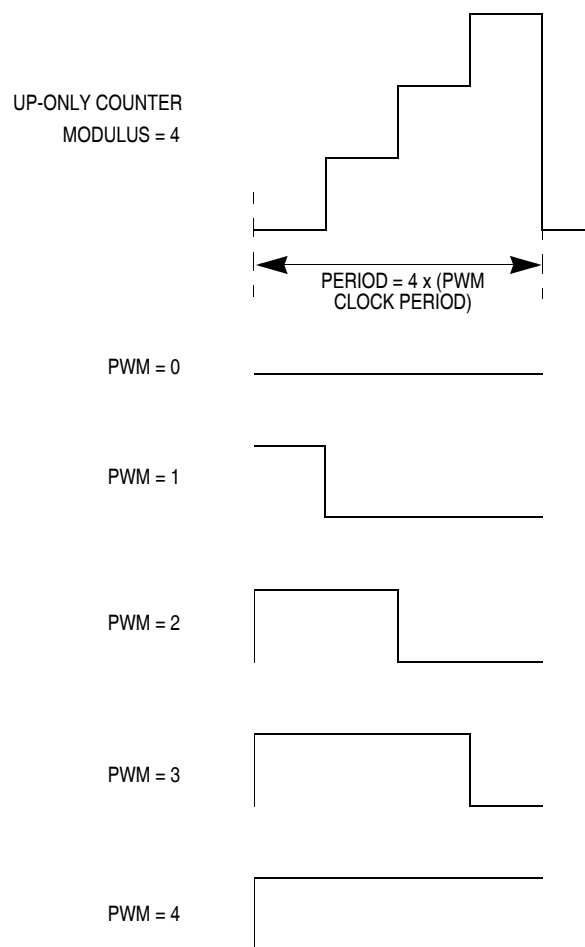 UP-ONLY COUNTER
MODULUS = 4
PERIOD = 4 x (PWM
CLOCK PERIOD)
PWM = 0
PWM = 1
PWM = 2
PWM = 3
PWM = 4